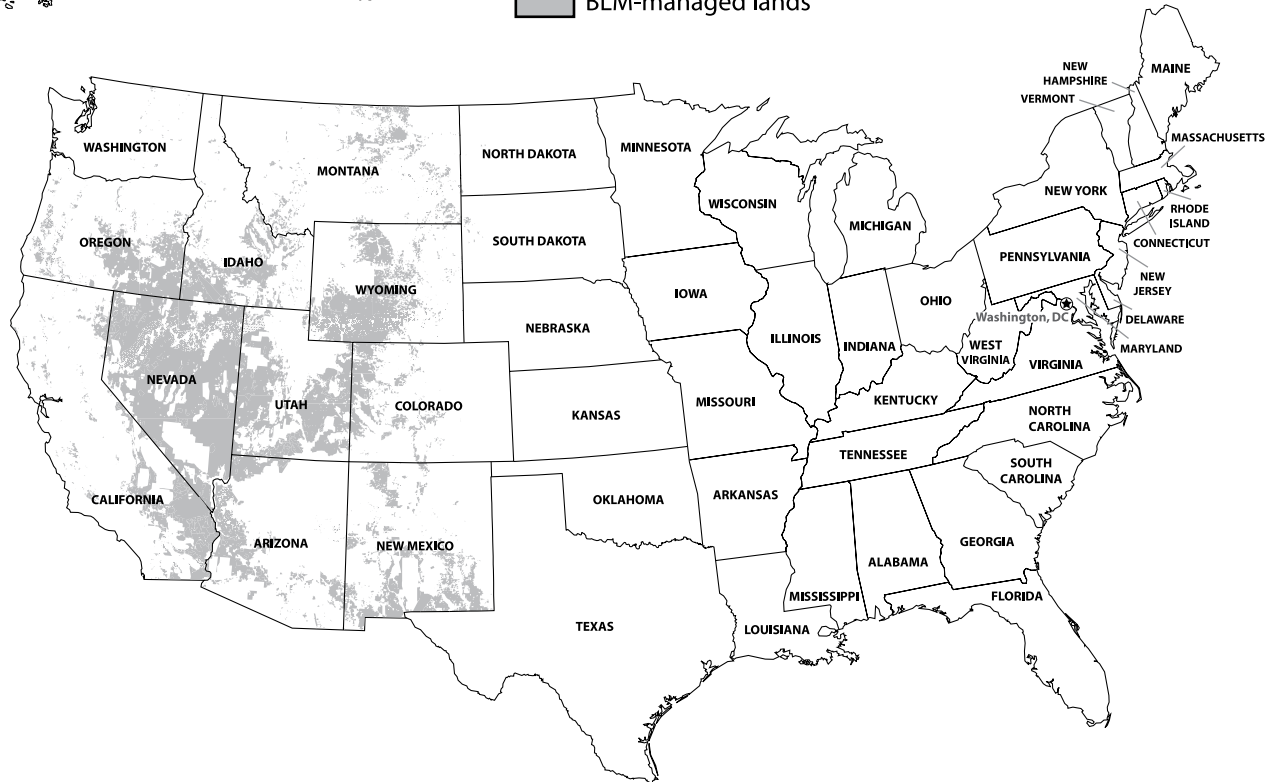 BLM-managed lands
NEW
HAMPSHIRE
VERMONT
MAINE
MASSACHUSETTS
WASHINGTON
MONTANA
NORTH DAKOTA
MINNESOTA
WISCONSIN
MICHIGAN
NEW YORK
RHODE
ISLAND
CONNECTICUT
OREGON
IDAHO
SOUTH DAKOTA
PENNSYLVANIA
NEW
JERSEY
WYOMING
IOWA
OHIO
Washington, DC
DELAWARE
MARYLAND
NEBRASKA
ILLINOIS
INDIANA
WEST
VIRGINIA
VIRGINIA
NEVADA
UTAH
COLORADO
KANSAS
MISSOURI
KENTUCKY
NORTH
CAROLINA
TENNESSEE
SOUTH
CAROLINA
CALIFORNIA
ARIZONA
NEW MEXICO
OKLAHOMA
ARKANSAS
GEORGIA
ALABAMA
MISSISSIPPI
FLORIDA
TEXAS
LOUISIANA